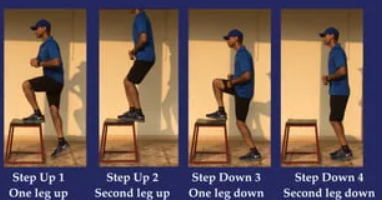 Step Up 1
One leg up
Step Up 2
Second leg up
Step Down 3
One leg down
Step Down 4
Second leg down